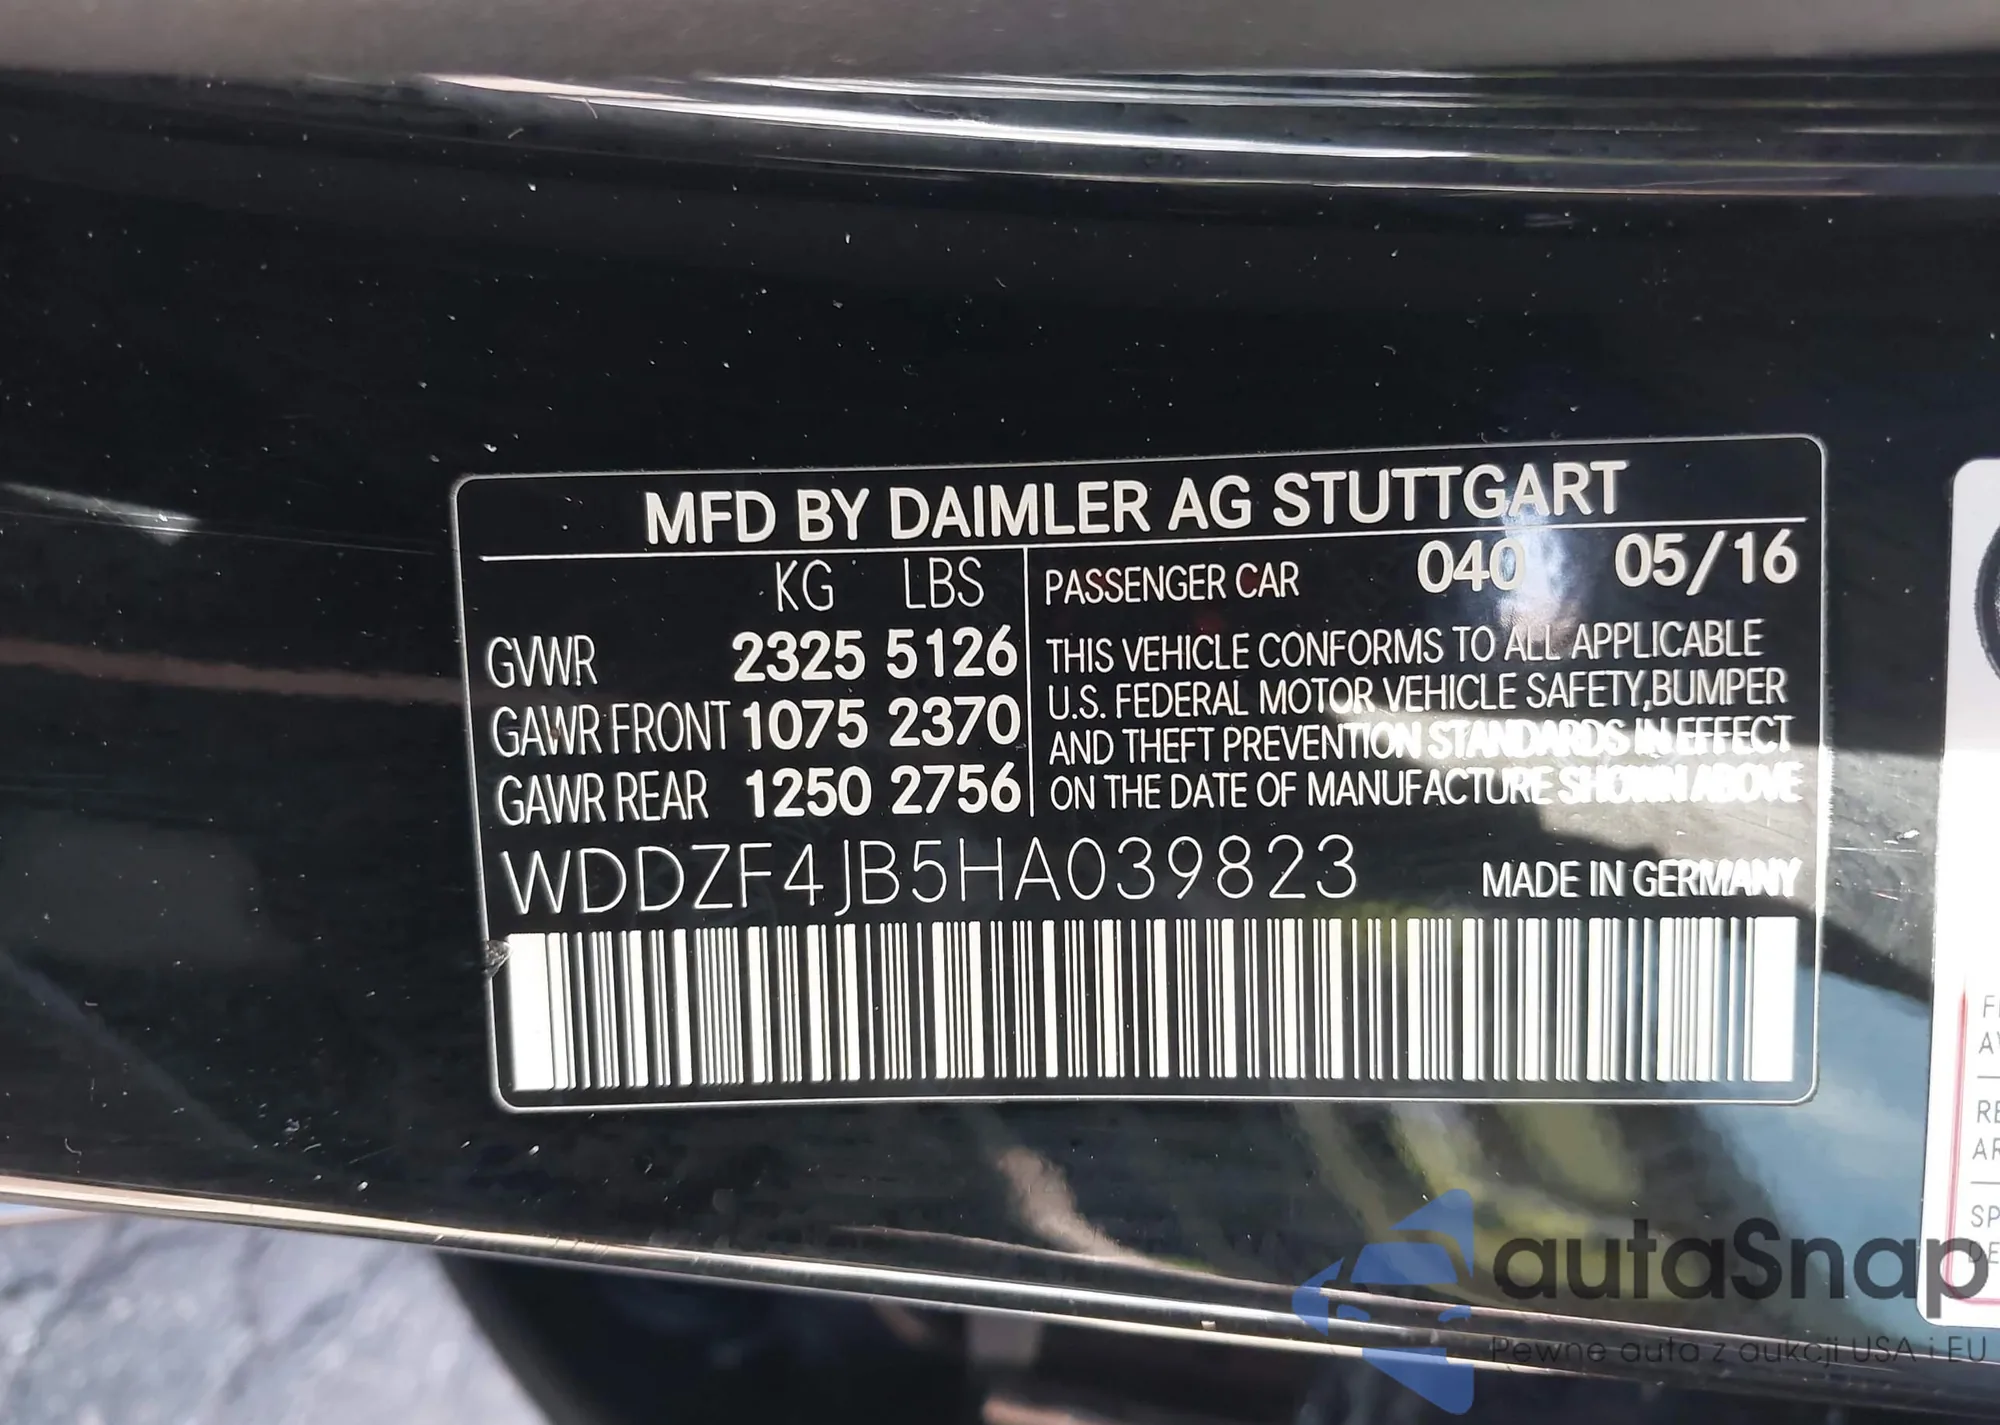 MFD BY DAIMLER AG STUTTGART
KG LBS
GVWR 2325 5126
GAWR FRONT 1075 2370
GAWR REAR 1250 2756
PASSENGER CAR 040 05/16
THIS VEHICLE CONFORMS TO ALL APPLICABLE
U.S. FEDERAL MOTOR VEHICLE SAFETY,BUMPER
AND THEFT PREVENTION STANDARDS IN EFFECT
ON THE DATE OF MANUFACTURE SHOWN ABOVE
WDDZF4JB5HA039823 MADE IN GERMANY
autaSnap
Pewne auta z aukcji USA i EU